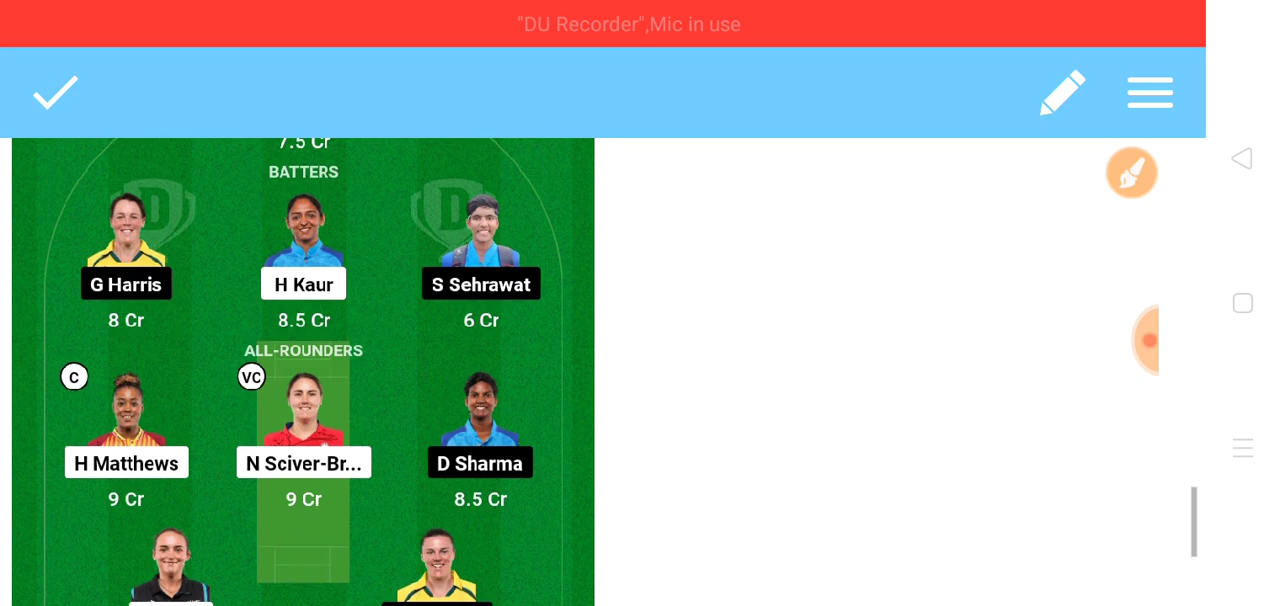 "DU Recorder",Mic in use
7.5 Cr
BATTERS
G Harris
H Kaur
S Sehrawat
8 Cr
8.5 Cr
6 Cr
ALL-ROUNDERS
C
VC
H Matthews
N Sciver-Br...
D Sharma
9 Cr
9 Cr
8.5 Cr